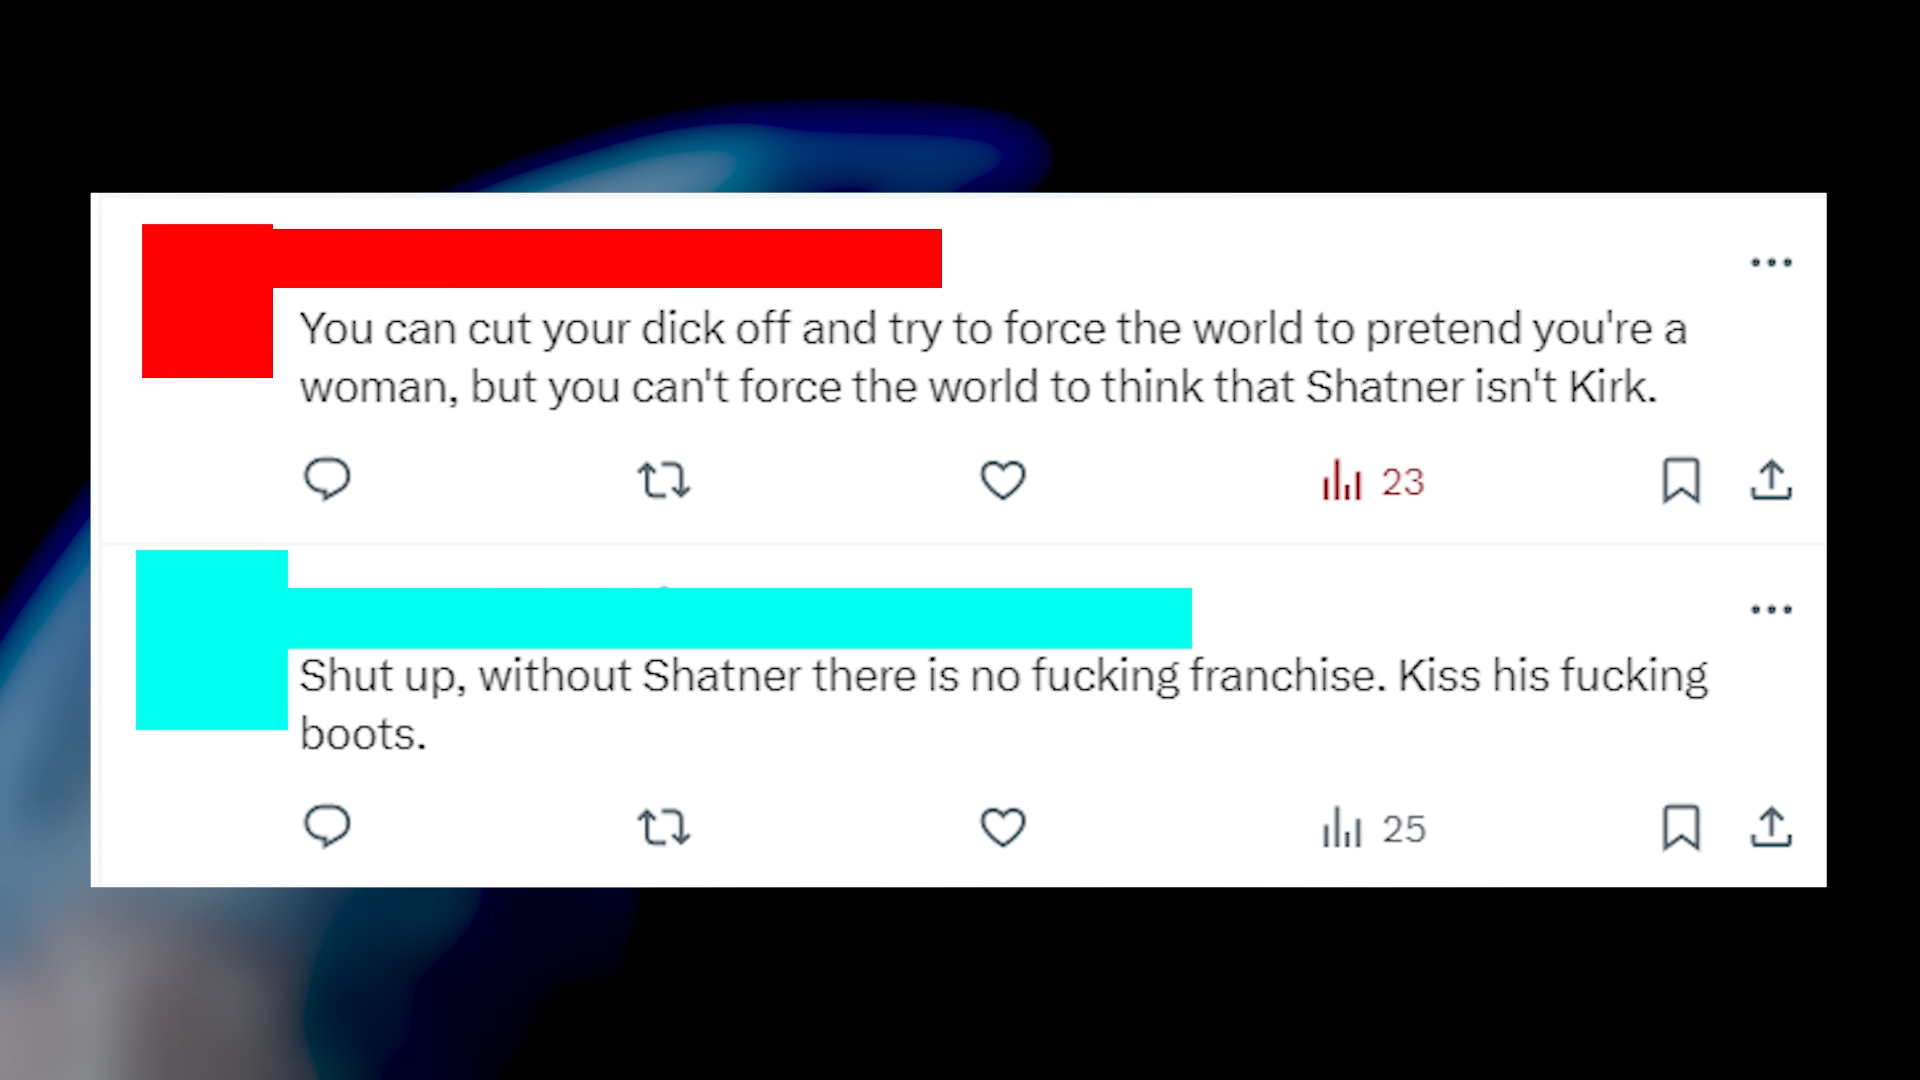 You can cut your dick off and try to force the world to pretend you're a
woman, but you can't force the world to think that Shatner isn't Kirk.
23
Shut up, without Shatner there is no fucking franchise. Kiss his fucking
boots.
25